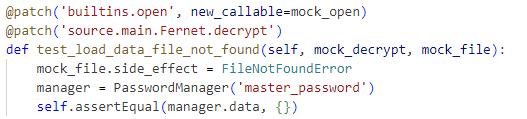 @patch('builtins.open', new_callable=mock_open)
@patch('source.main.Fernet.decrypt')
def test_load_data_file_not_found(self, mock_decrypt, mock_file):
    mock_file.side_effect = FileNotFoundError
    manager = PasswordManager('master_password')
    self.assertEqual(manager.data, {})